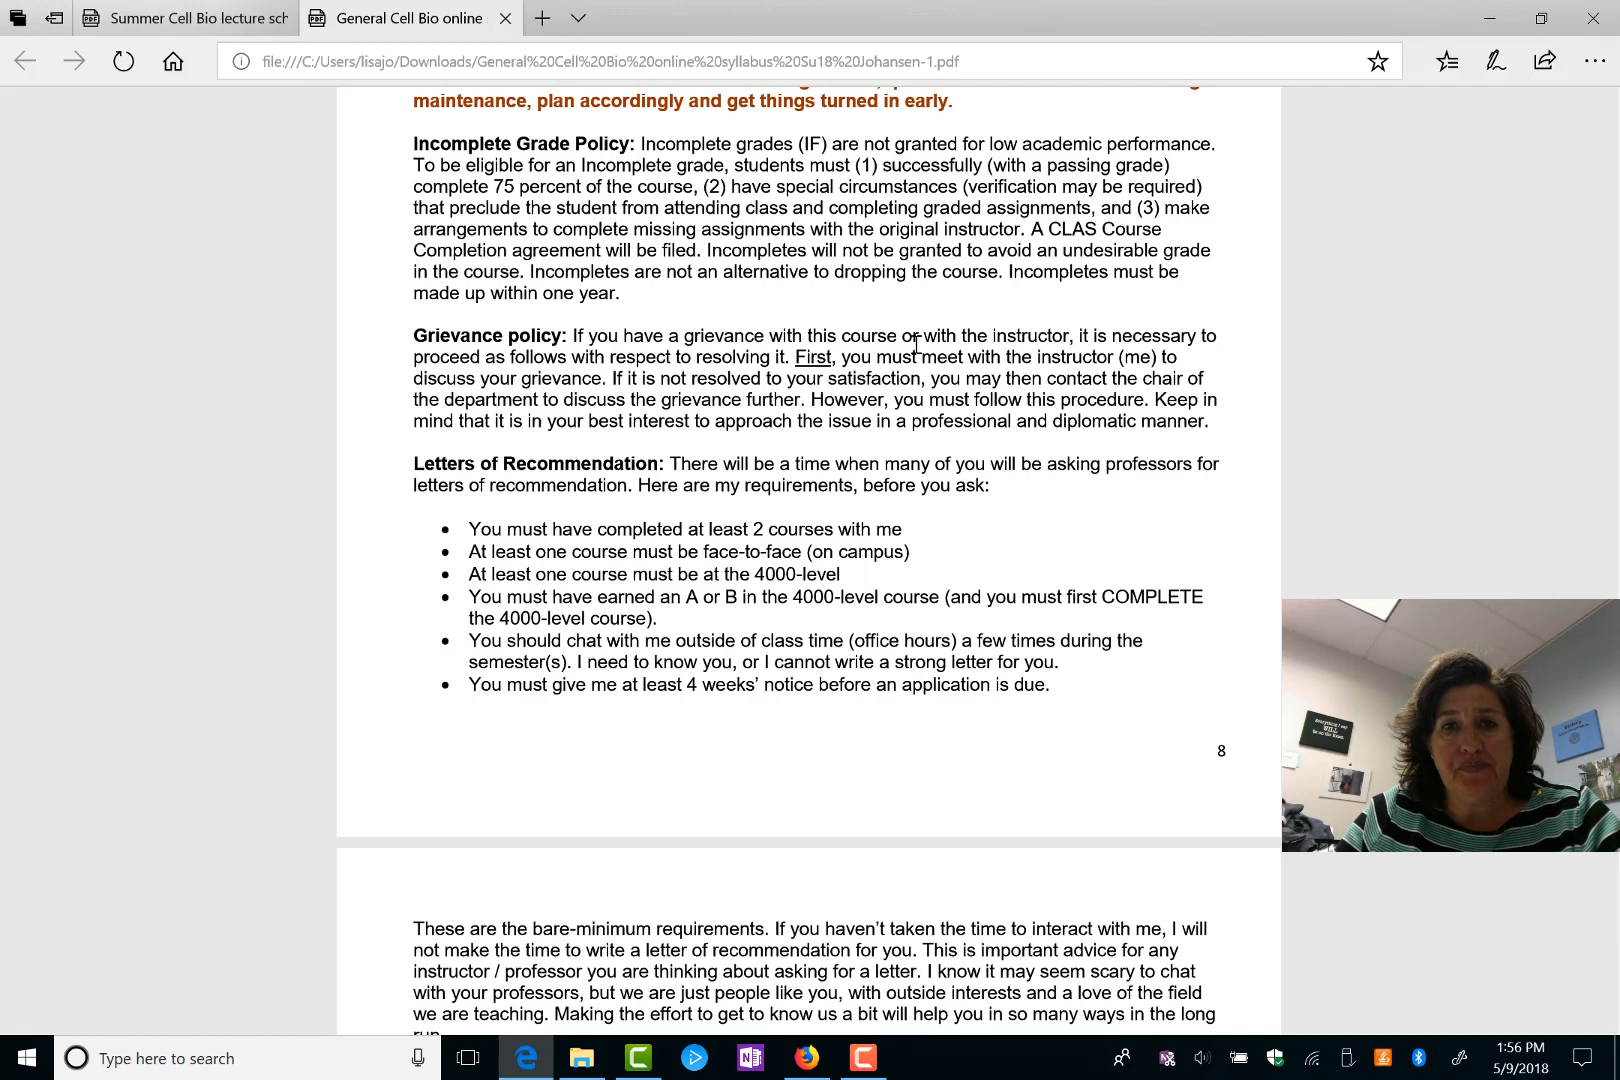 Summer Cell Bio lecture sch
General Cell Bio online
file:///C:/Users/lisajo/Downloads/General%20Cell%20Bio%20online%20syllabus%20Su18%20Johansen-1.pdf
maintenance, plan accordingly and get things turned in early.
Incomplete Grade Policy: Incomplete grades (IF) are not granted for low academic performance.
To be eligible for an Incomplete grade, students must (1) successfully (with a passing grade)
complete 75 percent of the course, (2) have special circumstances (verification may be required)
that preclude the student from attending class and completing graded assignments, and (3) make
arrangements to complete missing assignments with the original instructor. A CLAS Course
Completion agreement will be filed. Incompletes will not be granted to avoid an undesirable grade
in the course. Incompletes are not an alternative to dropping the course. Incompletes must be
made up within one year.
Grievance policy: If you have a grievance with this course or with the instructor, it is necessary to
proceed as follows with respect to resolving it. First, you must meet with the instructor (me) to
discuss your grievance. If it is not resolved to your satisfaction, you may then contact the chair of
the department to discuss the grievance further. However, you must follow this procedure. Keep in
mind that it is in your best interest to approach the issue in a professional and diplomatic manner.
Letters of Recommendation: There will be a time when many of you will be asking professors for
letters of recommendation. Here are my requirements, before you ask:
• You must have completed at least 2 courses with me
• At least one course must be face-to-face (on campus)
• At least one course must be at the 4000-level
• You must have earned an A or B in the 4000-level course (and you must first COMPLETE
the 4000-level course).
• You should chat with me outside of class time (office hours) a few times during the
semester(s). I need to know you, or I cannot write a strong letter for you.
• You must give me at least 4 weeks’ notice before an application is due.
8
Everything I say
WILL
be on the Exam
These are the bare-minimum requirements. If you haven’t taken the time to interact with me, I will
not make the time to write a letter of recommendation for you. This is important advice for any
instructor / professor you are thinking about asking for a letter. I know it may seem scary to chat
with your professors, but we are just people like you, with outside interests and a love of the field
we are teaching. Making the effort to get to know us a bit will help you in so many ways in the long
Type here to search
1:56 PM
5/9/2018